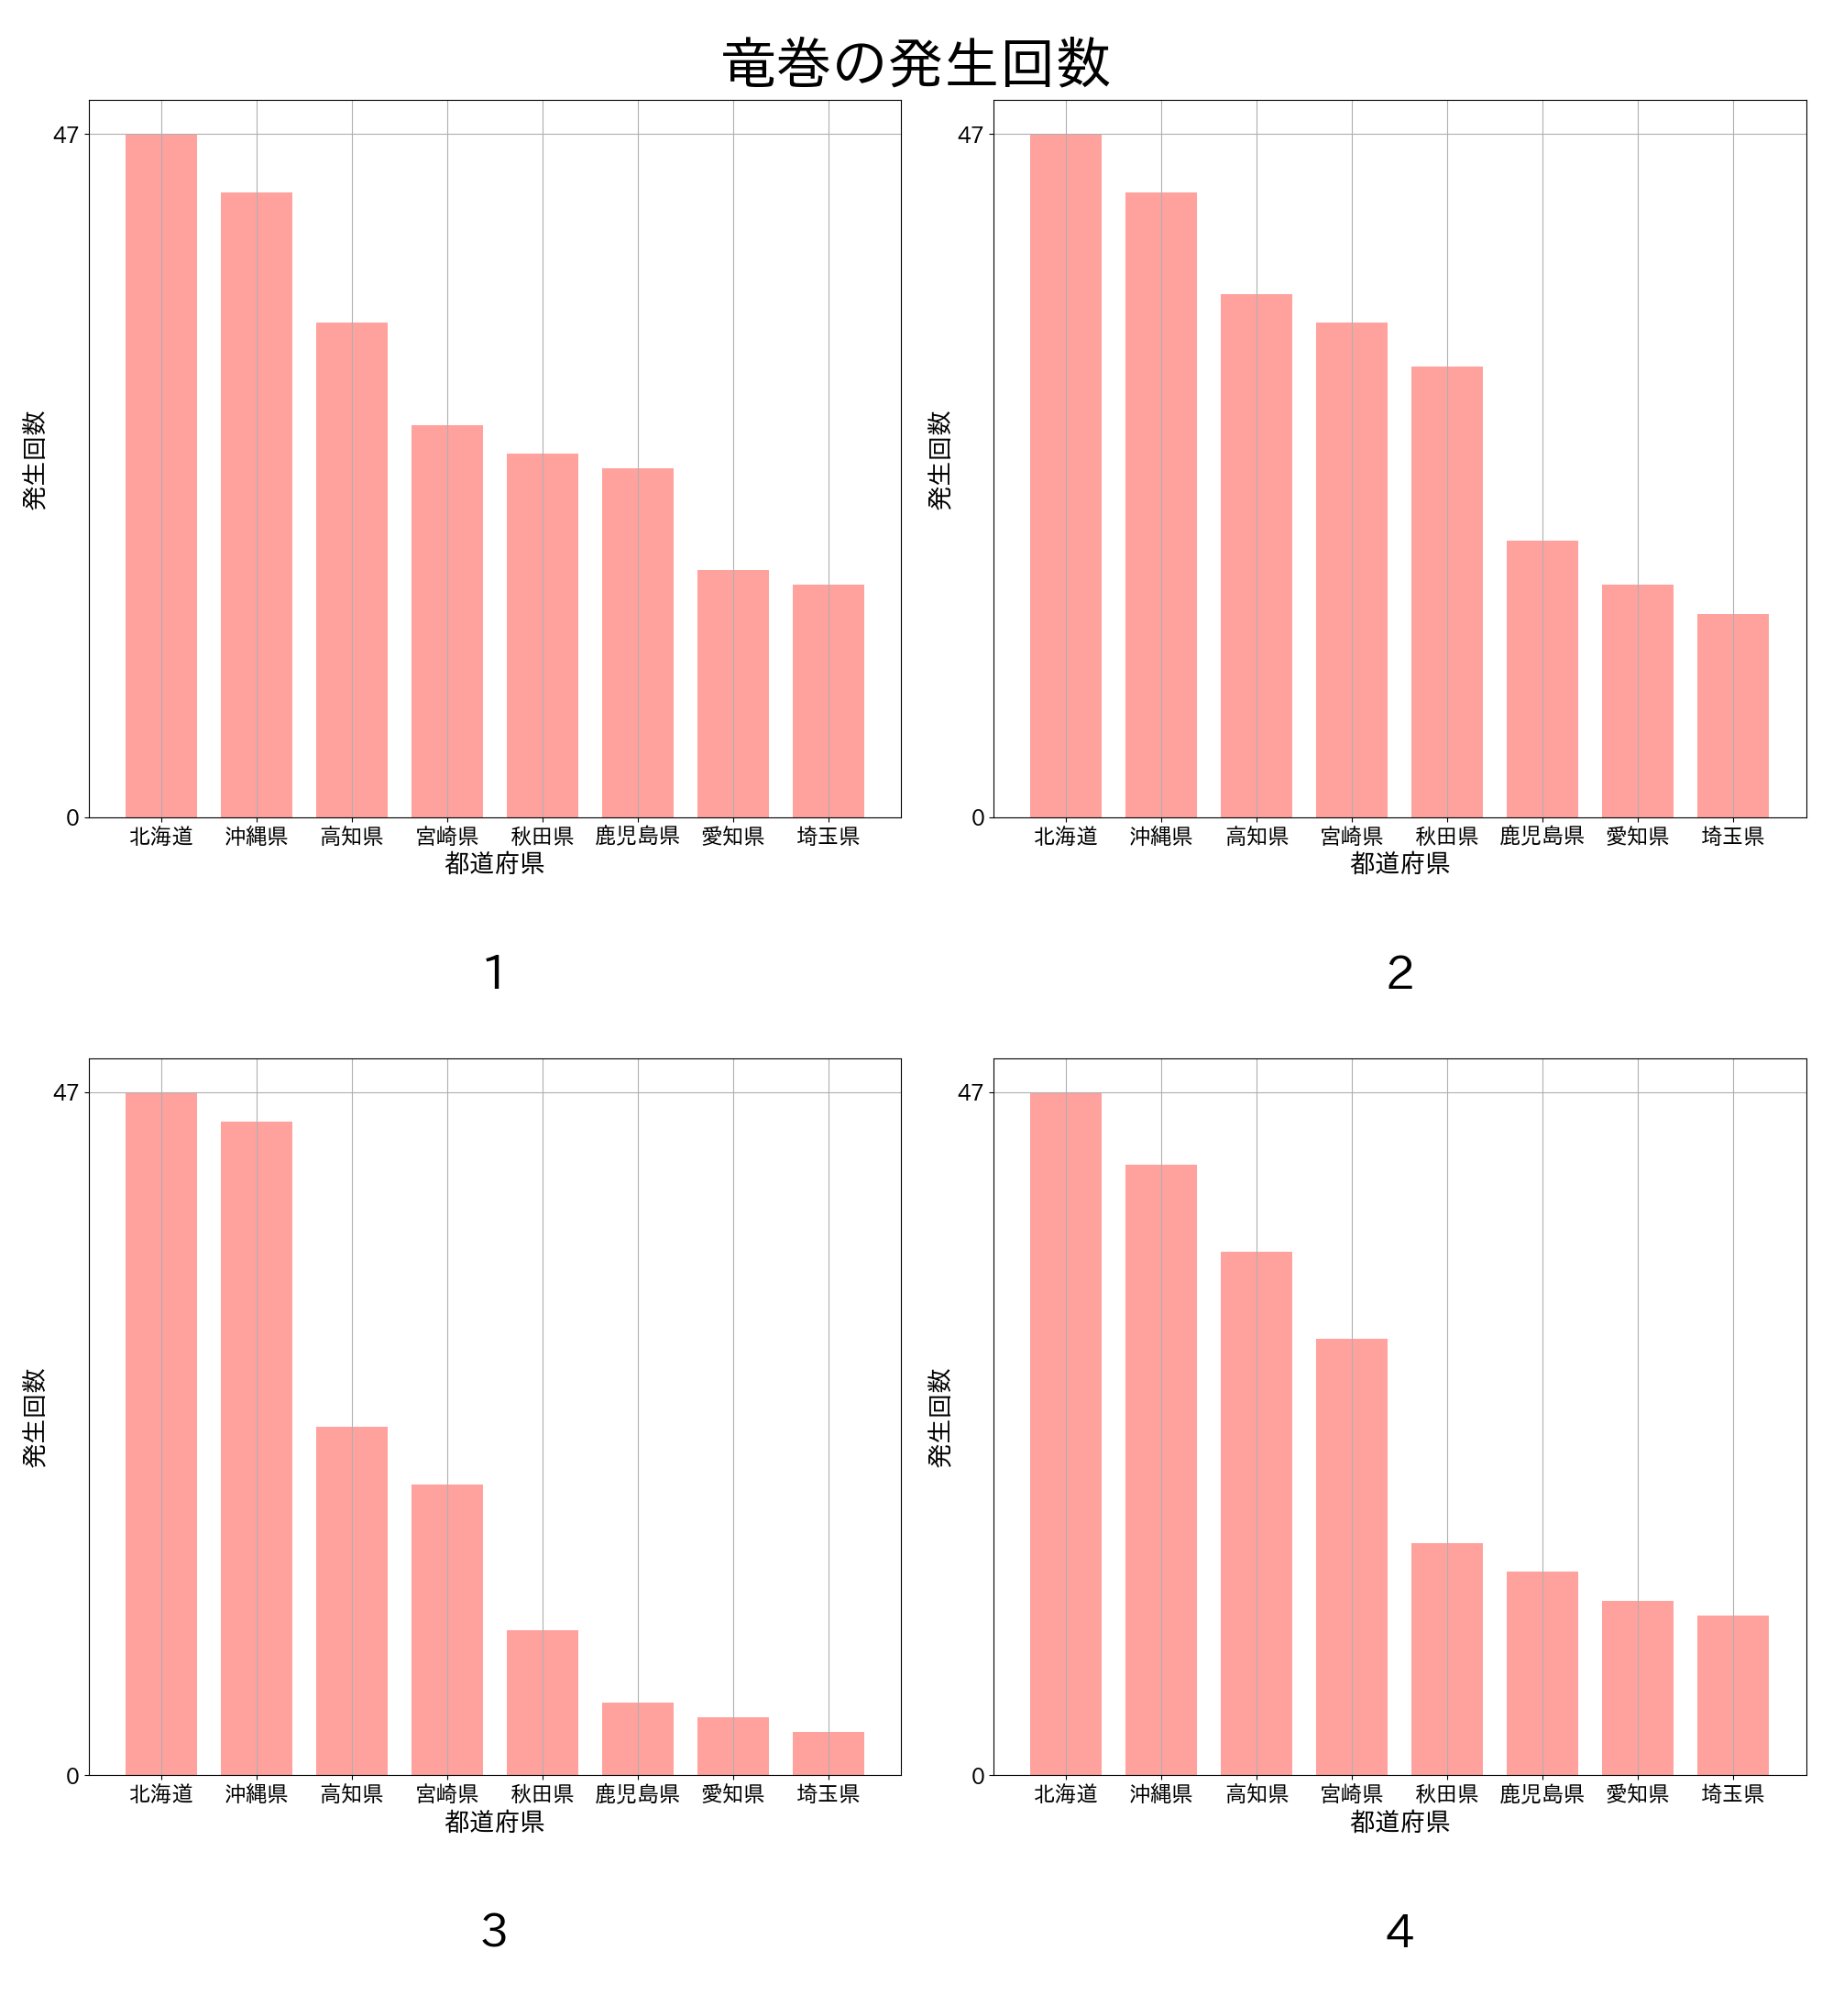 竜巻の発生回数
47
0
発生回数
北海道 沖縄県 高知県 宮崎県 秋田県 鹿児島県 愛知県 埼玉県
都道府県
1
47
0
発生回数
北海道 沖縄県 高知県 宮崎県 秋田県 鹿児島県 愛知県 埼玉県
都道府県
2
47
0
発生回数
北海道 沖縄県 高知県 宮崎県 秋田県 鹿児島県 愛知県 埼玉県
都道府県
3
47
0
発生回数
北海道 沖縄県 高知県 宮崎県 秋田県 鹿児島県 愛知県 埼玉県
都道府県
4